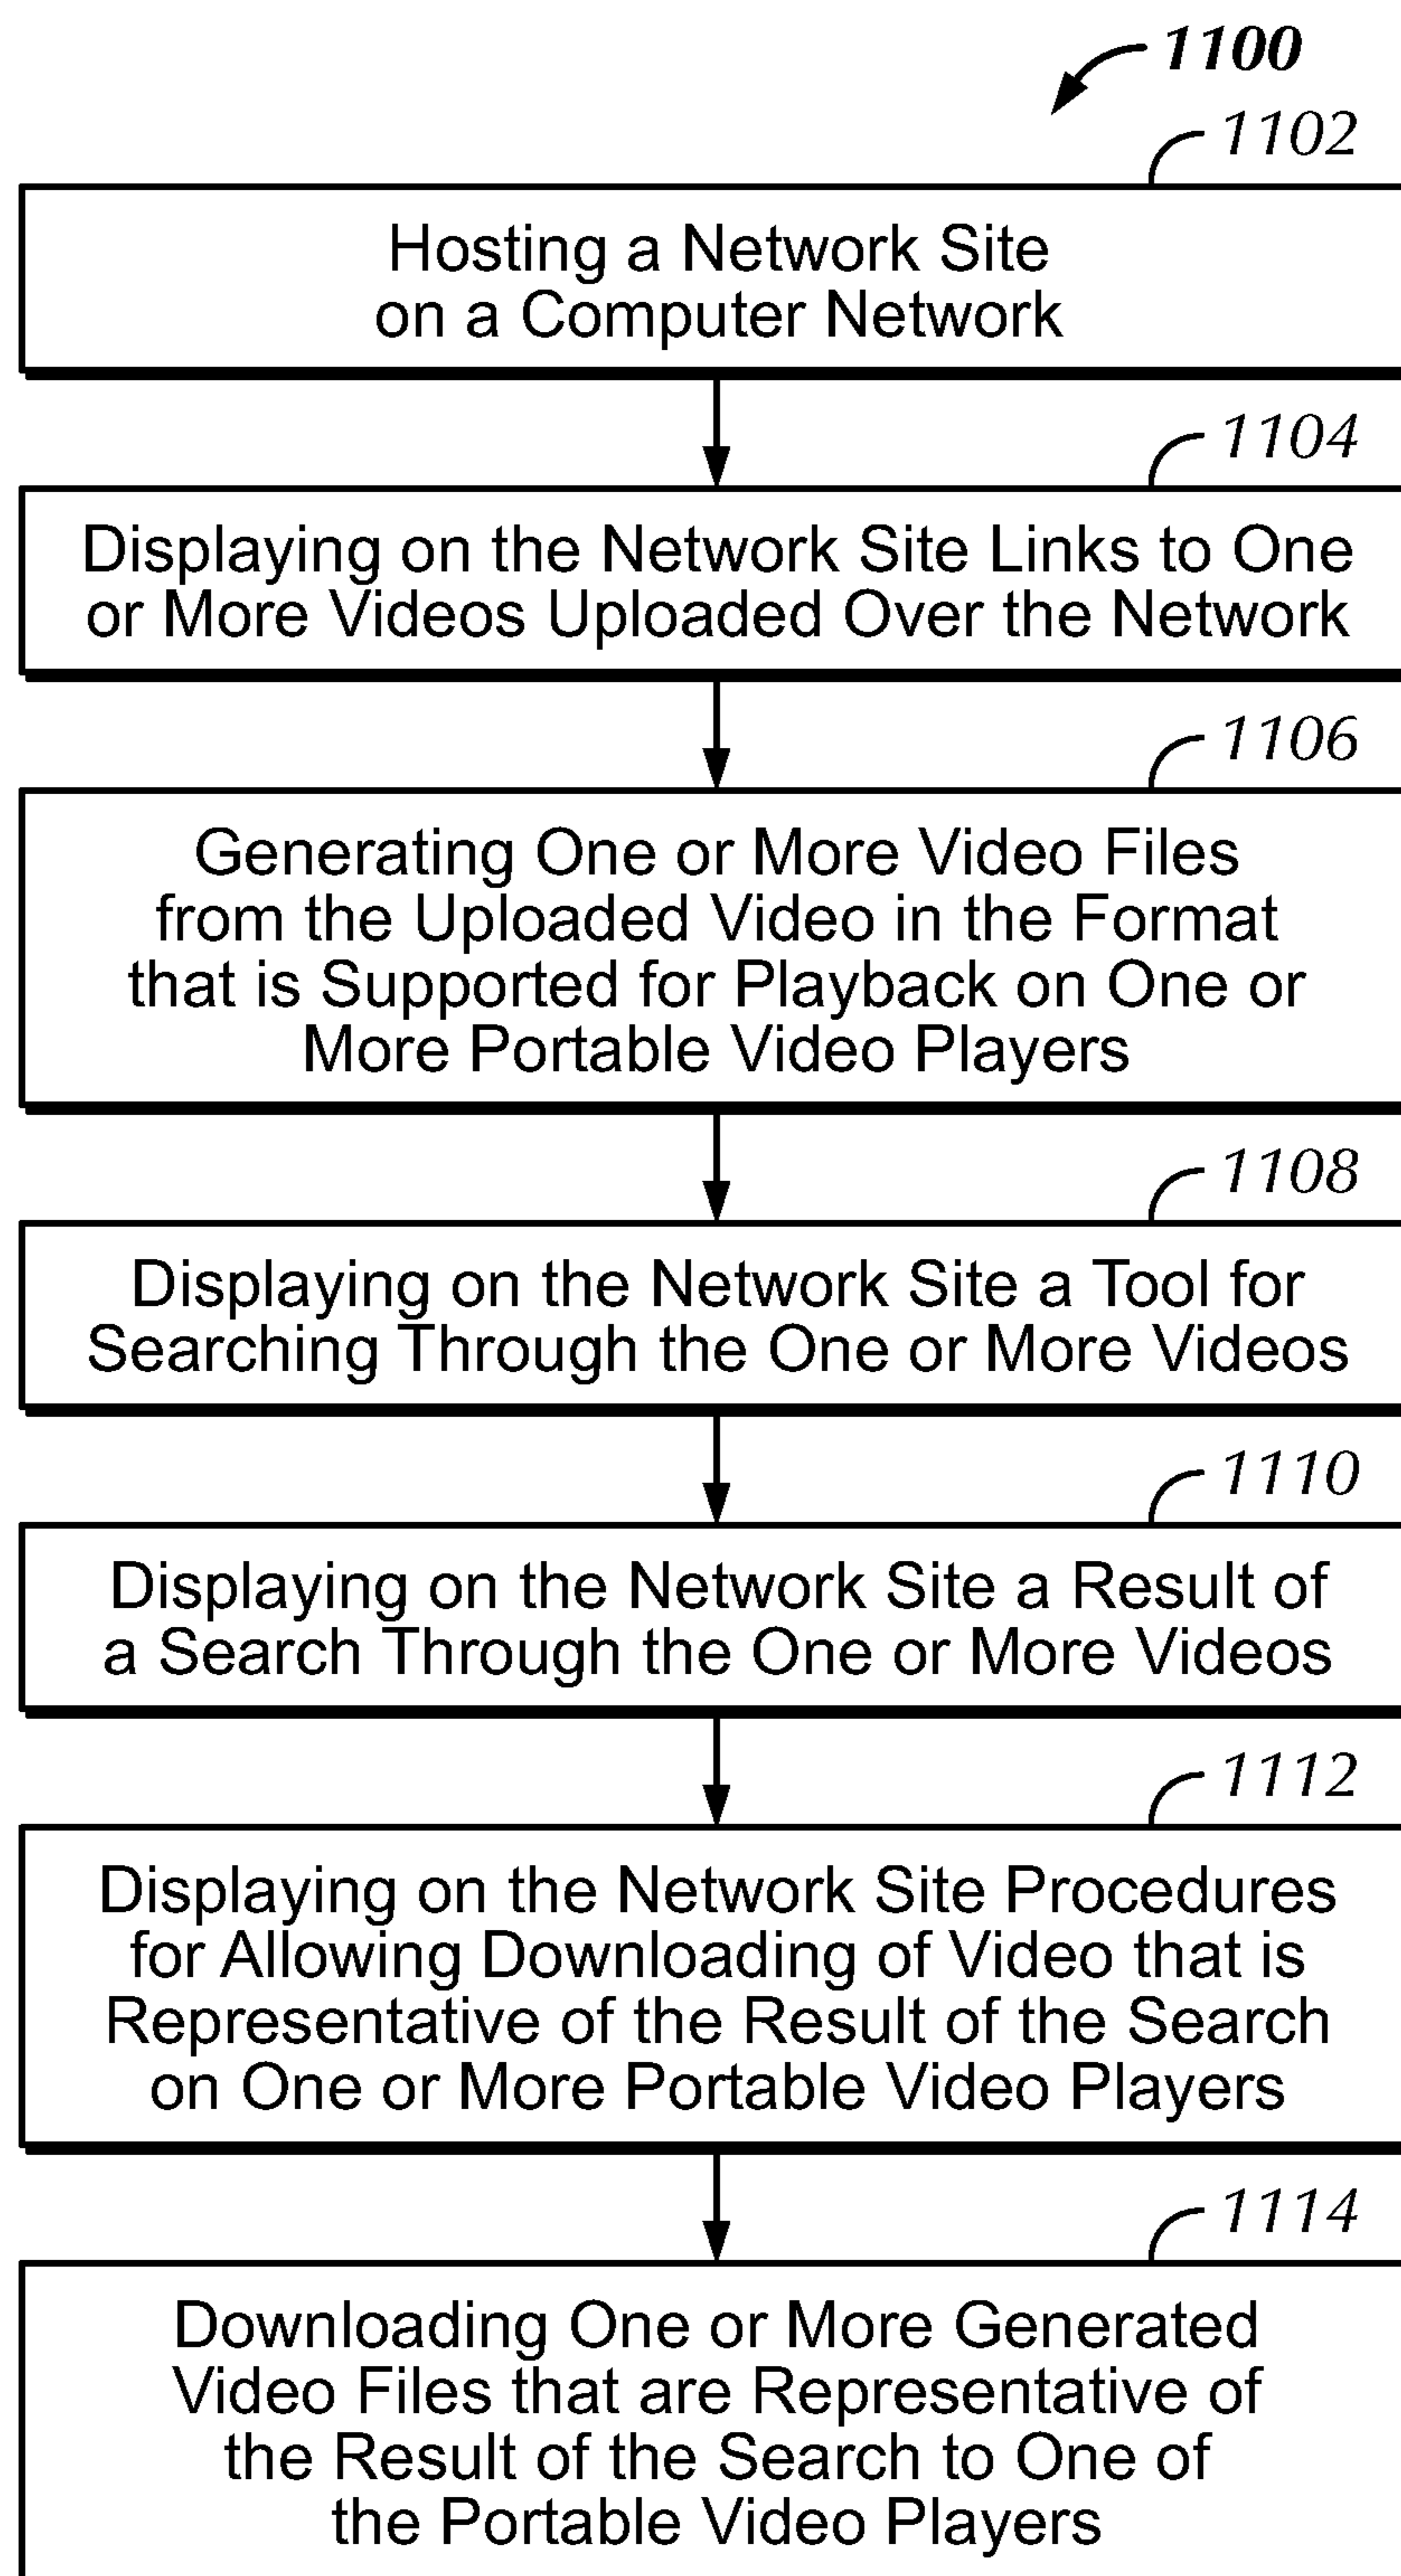 1100
1102
Hosting a Network Site
on a Computer Network
1104
Displaying on the Network Site Links to One
or More Videos Uploaded Over the Network
1106
Generating One or More Video Files
from the Uploaded Video in the Format
that is Supported for Playback on One or
More Portable Video Players
1108
Displaying on the Network Site a Tool for
Searching Through the One or More Videos
1110
Displaying on the Network Site a Result of
a Search Through the One or More Videos
1112
Displaying on the Network Site Procedures
for Allowing Downloading of Video that is
Representative of the Result of the Search
on One or More Portable Video Players
1114
Downloading One or More Generated
Video Files that are Representative of
the Result of the Search to One of
the Portable Video Players